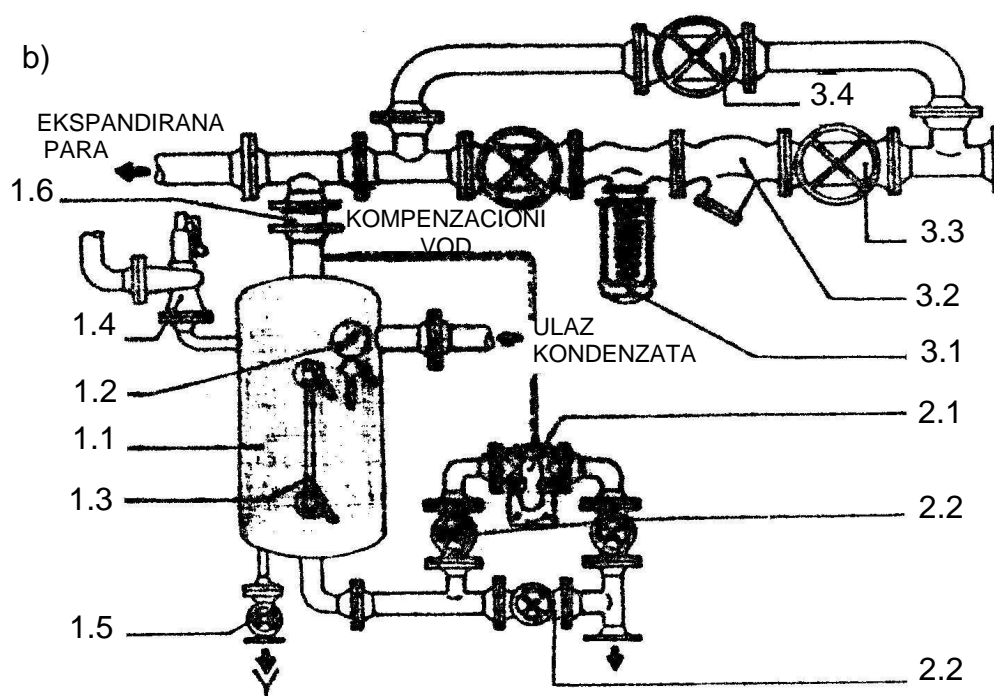 b)
EKSPANDIRANA
PARA
1.6
KOMPENZACIONI
VOD
3.4
3.3
3.2
3.1
1.4
ULAZ
KONDENZATA
1.2
1.1
1.3
2.1
2.2
1.5
2.2